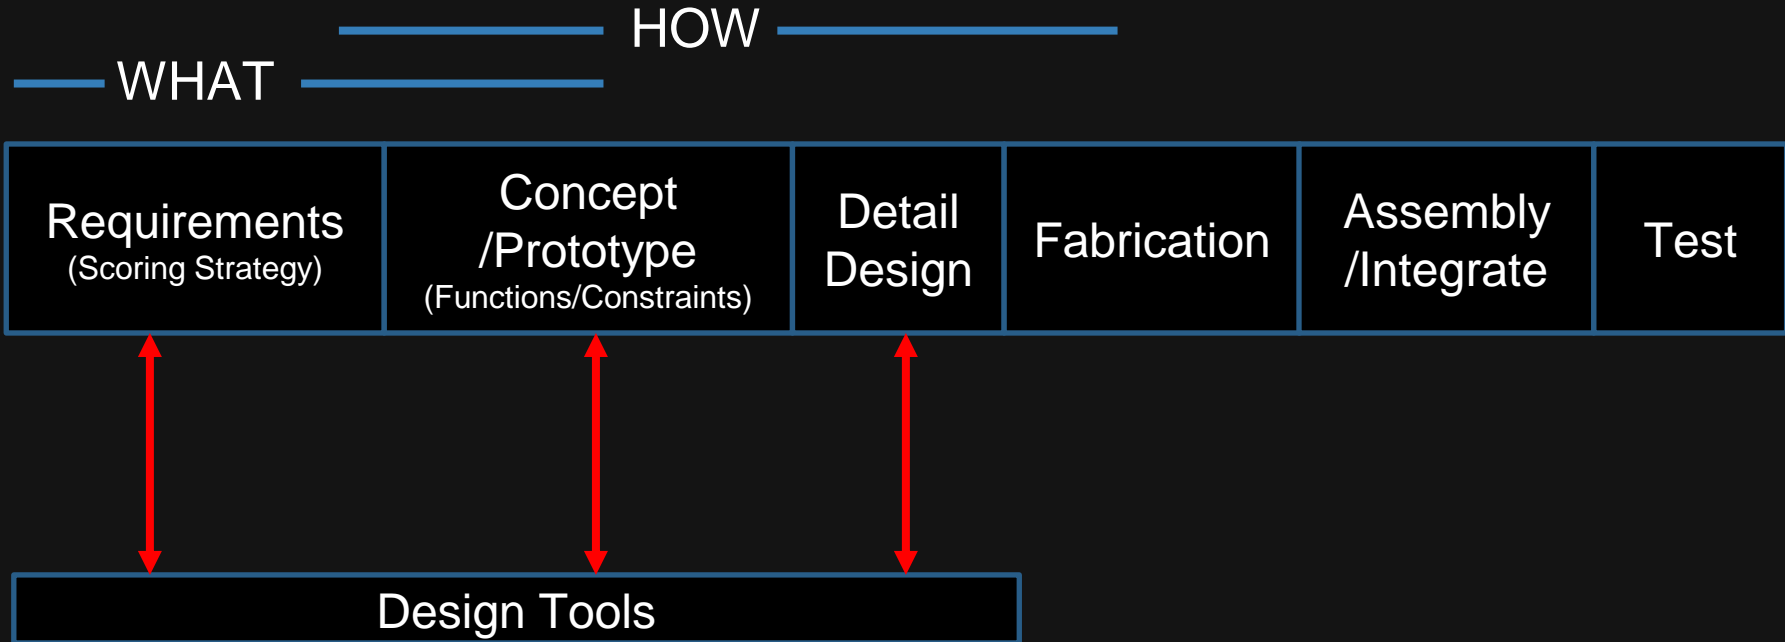 HOW
WHAT
Requirements
(Scoring Strategy)
Concept
/Prototype
(Functions/Constraints)
Detail
Design
Fabrication
Assembly
/Integrate
Test
Design Tools